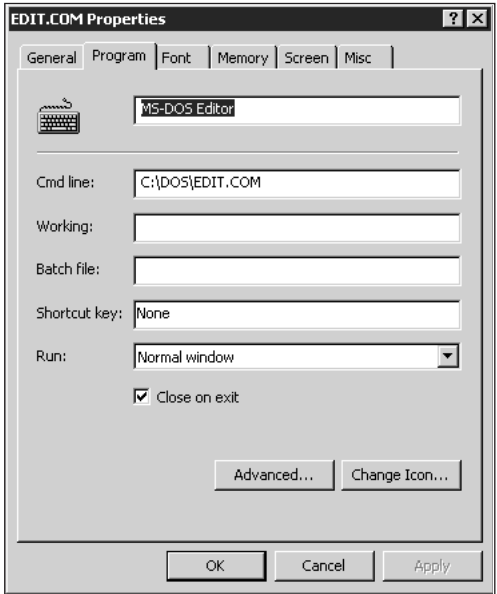 EDIT.COM Properties
General Program Font Memory Screen Misc
MS-DOS Editor
Cmd line: C:\DOS\EDIT.COM
Working:
Batch file:
Shortcut key: None
Run: Normal window
Close on exit
Advanced... Change Icon...
OK Cancel Apply